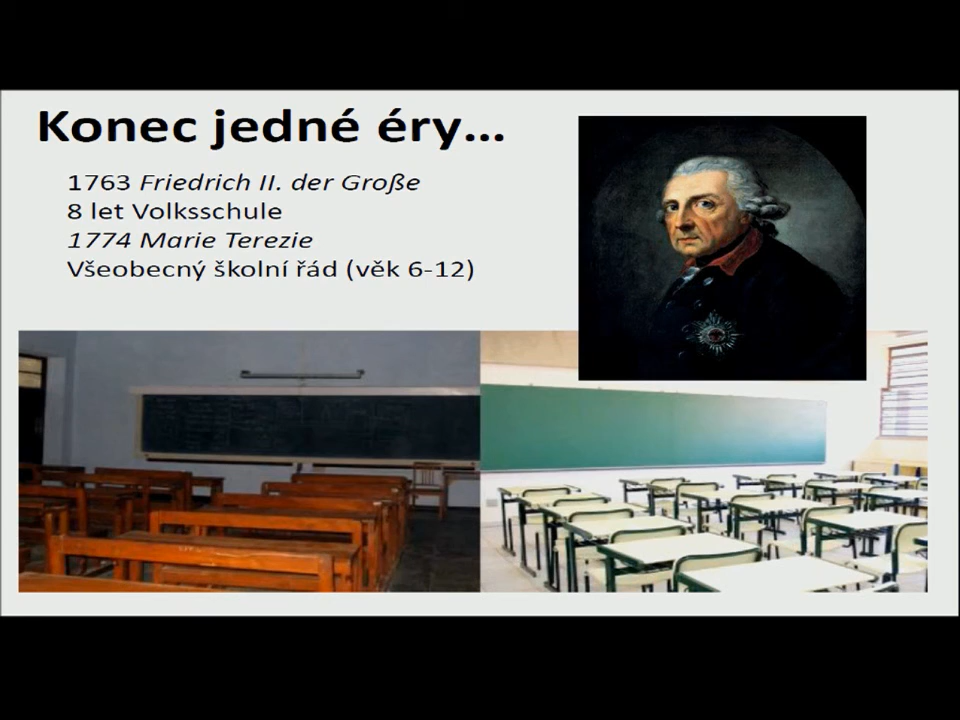 Konec jedné éry...
1763 Friedrich II. der Große
8 let Volksschule
1774 Marie Terezie
Všeobecný školní řád (věk 6-12)